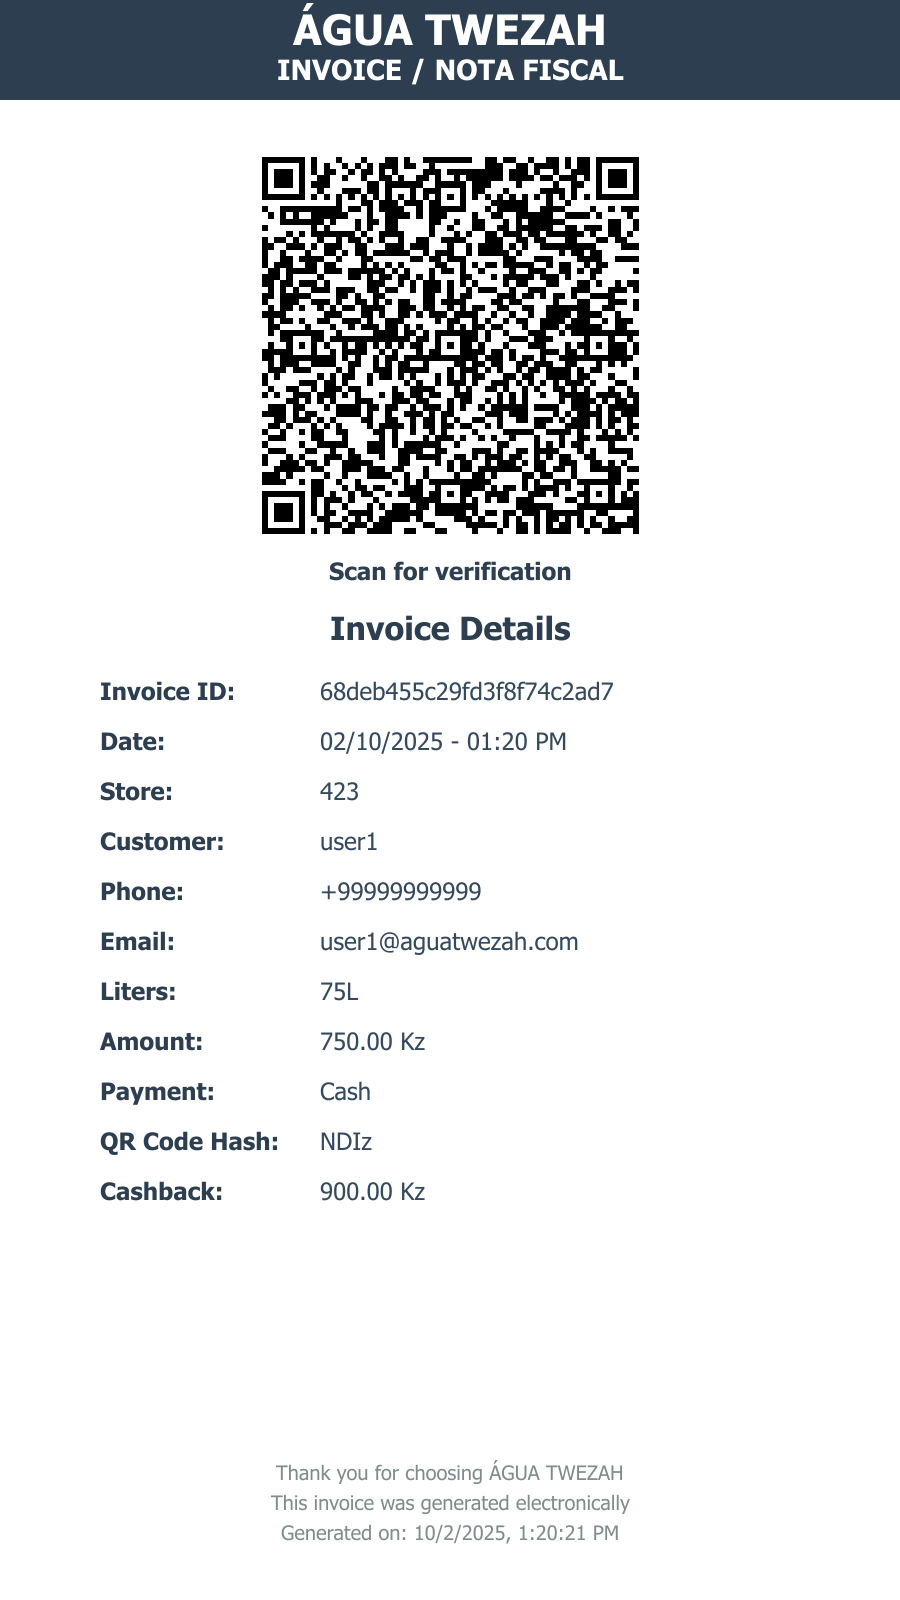 ÁGUA TWEZAH
INVOICE / NOTA FISCAL
Scan for verification
Invoice Details
Invoice ID: 68deb455c29fd3f8f74c2ad7
Date: 02/10/2025 - 01:20 PM
Store: 423
Customer: user1
Phone: +99999999999
Email: user1@aguatwezah.com
Liters: 75L
Amount: 750.00 Kz
Payment: Cash
QR Code Hash: NDIz
Cashback: 900.00 Kz
Thank you for choosing ÁGUA TWEZAH
This invoice was generated electronically
Generated on: 10/2/2025, 1:20:21 PM